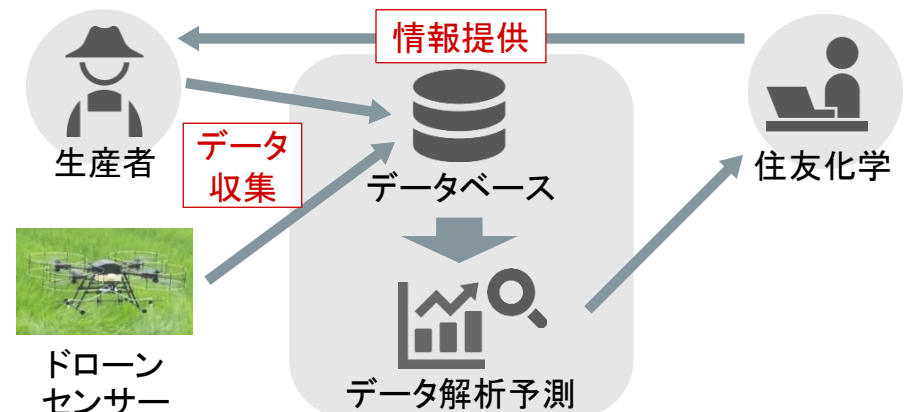 情報提供
生産者
データ
収集
データベース
住友化学
ドローン
センサー
データ解析予測